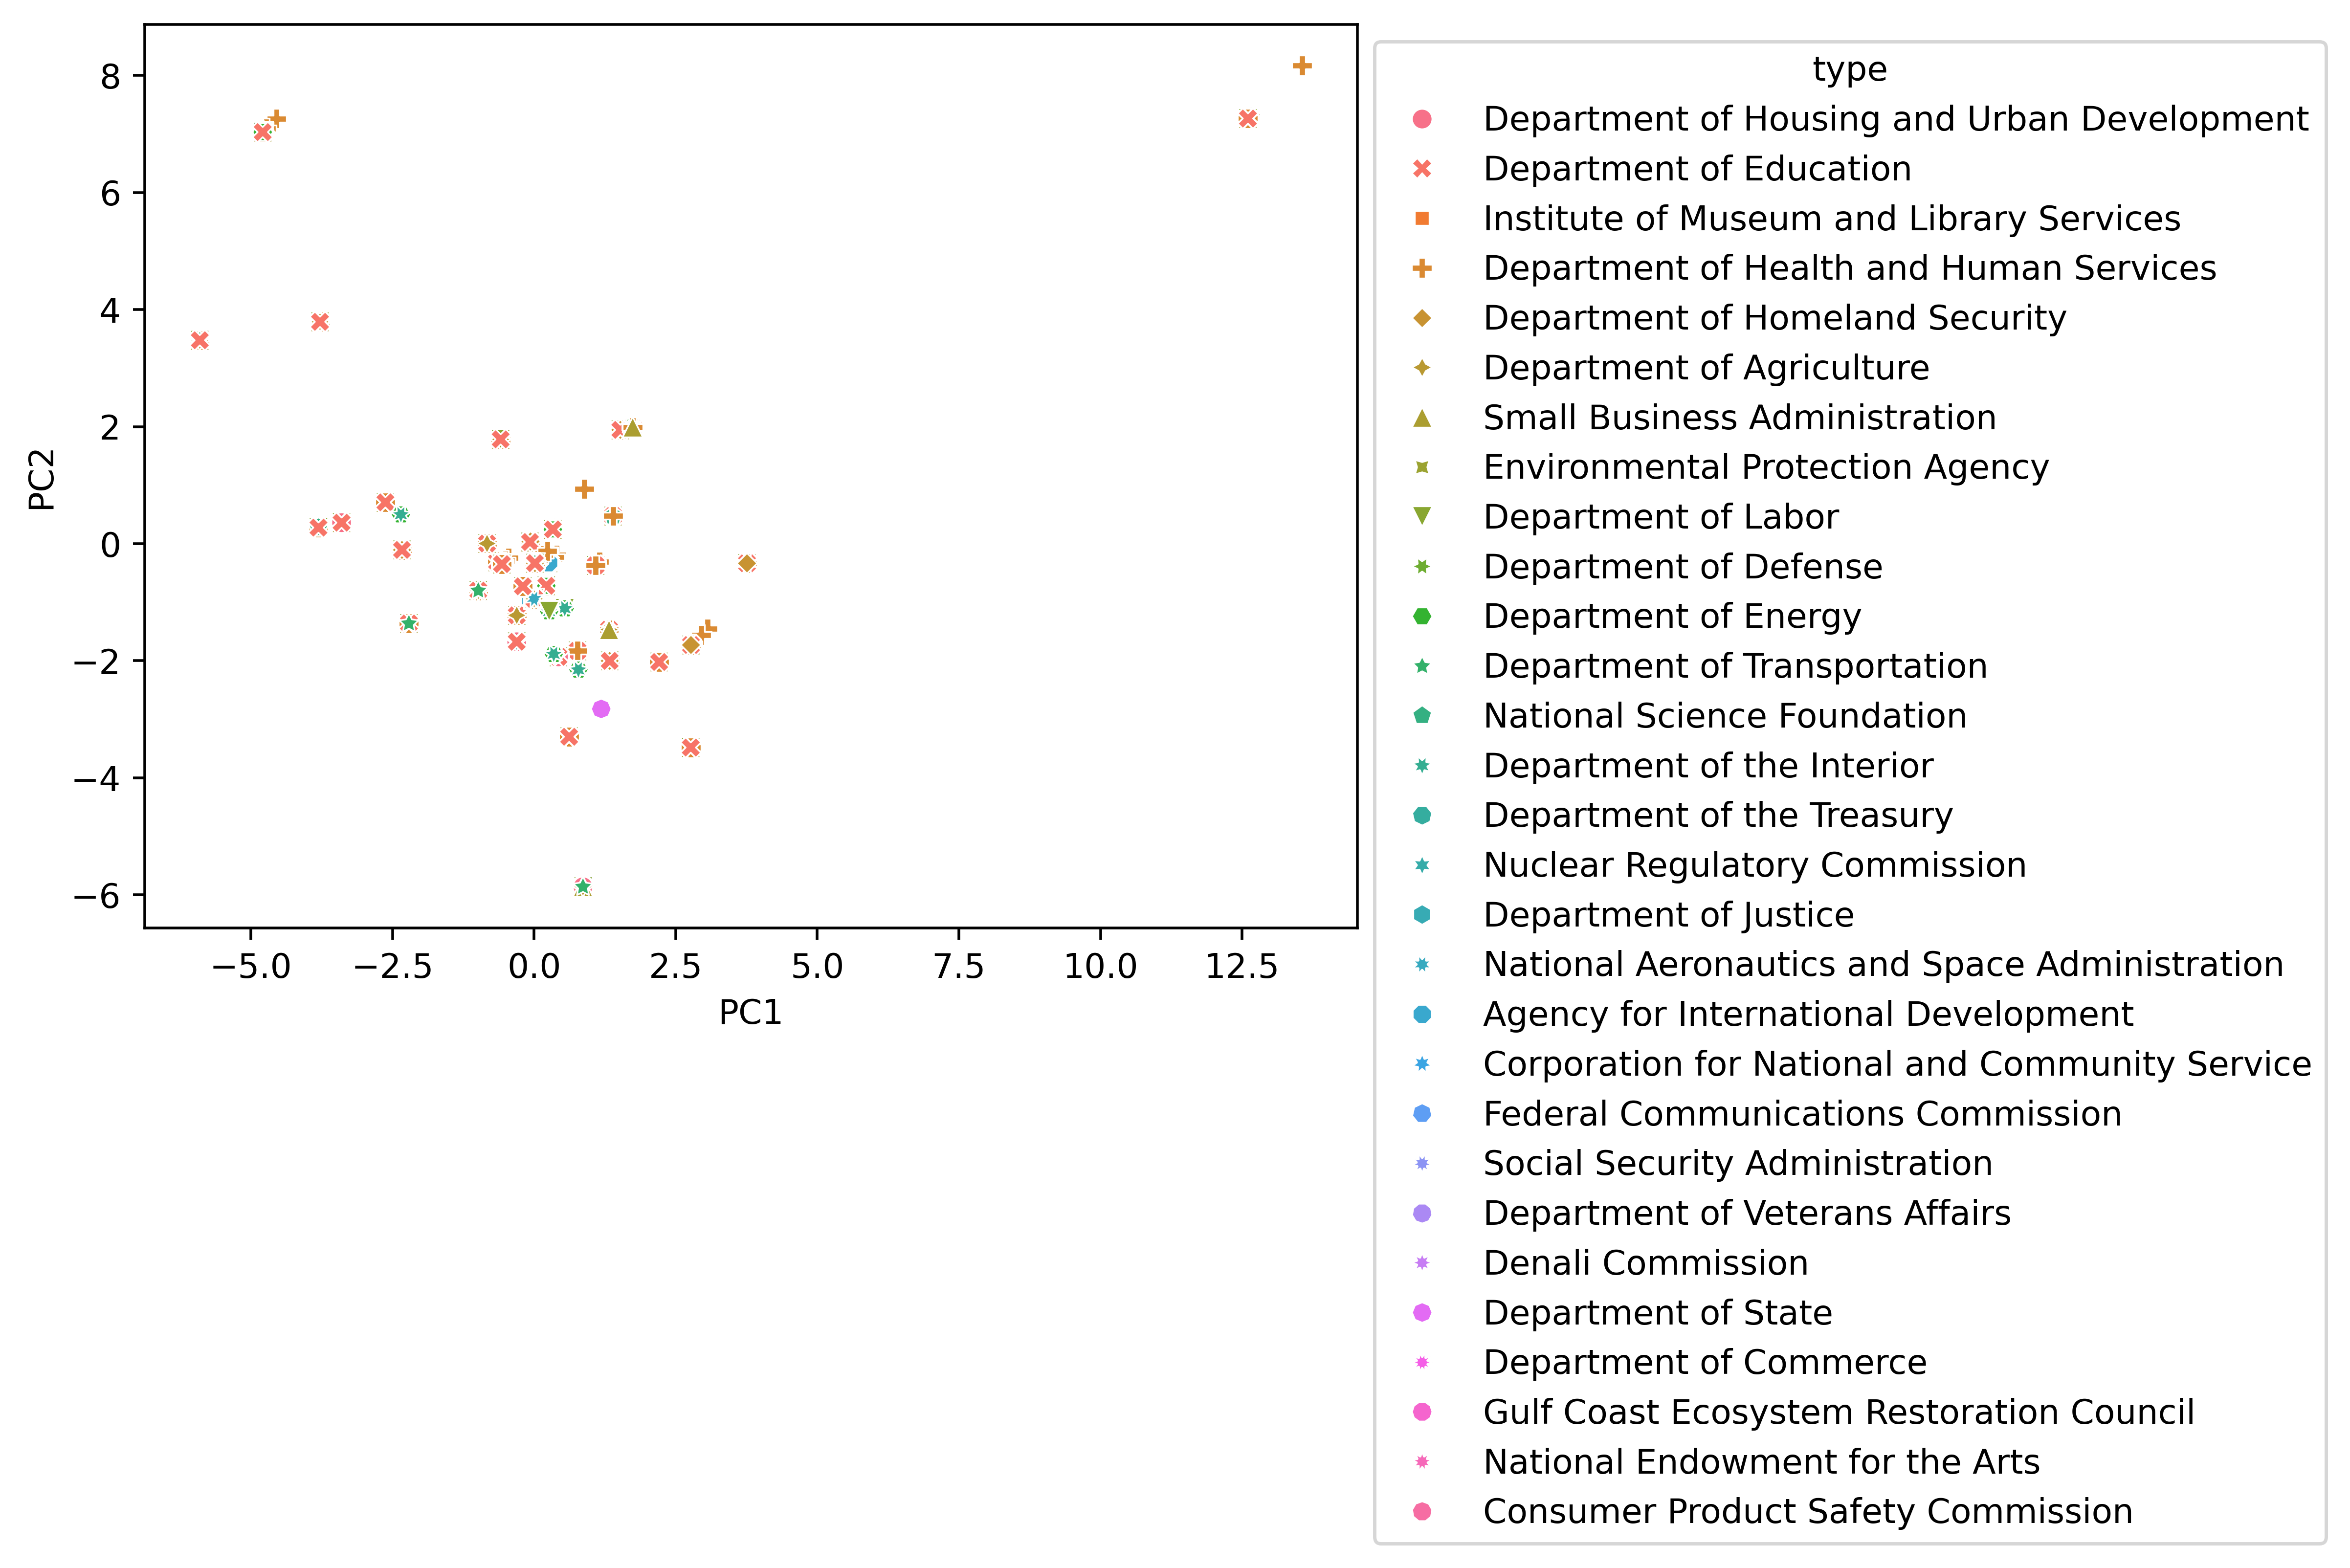 8
6
4
2
0
−2
−4
−6
PC2
−5.0 −2.5 0.0 2.5 5.0 7.5 10.0 12.5
PC1
type
Department of Housing and Urban Development
Department of Education
Institute of Museum and Library Services
Department of Health and Human Services
Department of Homeland Security
Department of Agriculture
Small Business Administration
Environmental Protection Agency
Department of Labor
Department of Defense
Department of Energy
Department of Transportation
National Science Foundation
Department of the Interior
Department of the Treasury
Nuclear Regulatory Commission
Department of Justice
National Aeronautics and Space Administration
Agency for International Development
Corporation for National and Community Service
Federal Communications Commission
Social Security Administration
Department of Veterans Affairs
Denali Commission
Department of State
Department of Commerce
Gulf Coast Ecosystem Restoration Council
National Endowment for the Arts
Consumer Product Safety Commission